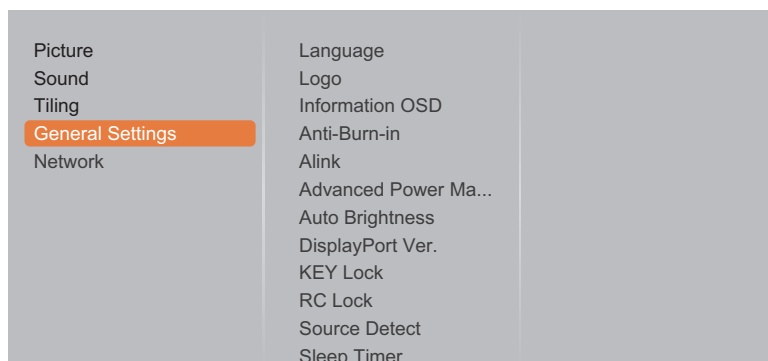 Picture
Sound
Tiling
General Settings
Network
Language
Logo
Information OSD
Anti-Burn-in
Alink
Advanced Power Ma...
Auto Brightness
DisplayPort Ver.
KEY Lock
RC Lock
Source Detect
Sleep Timer